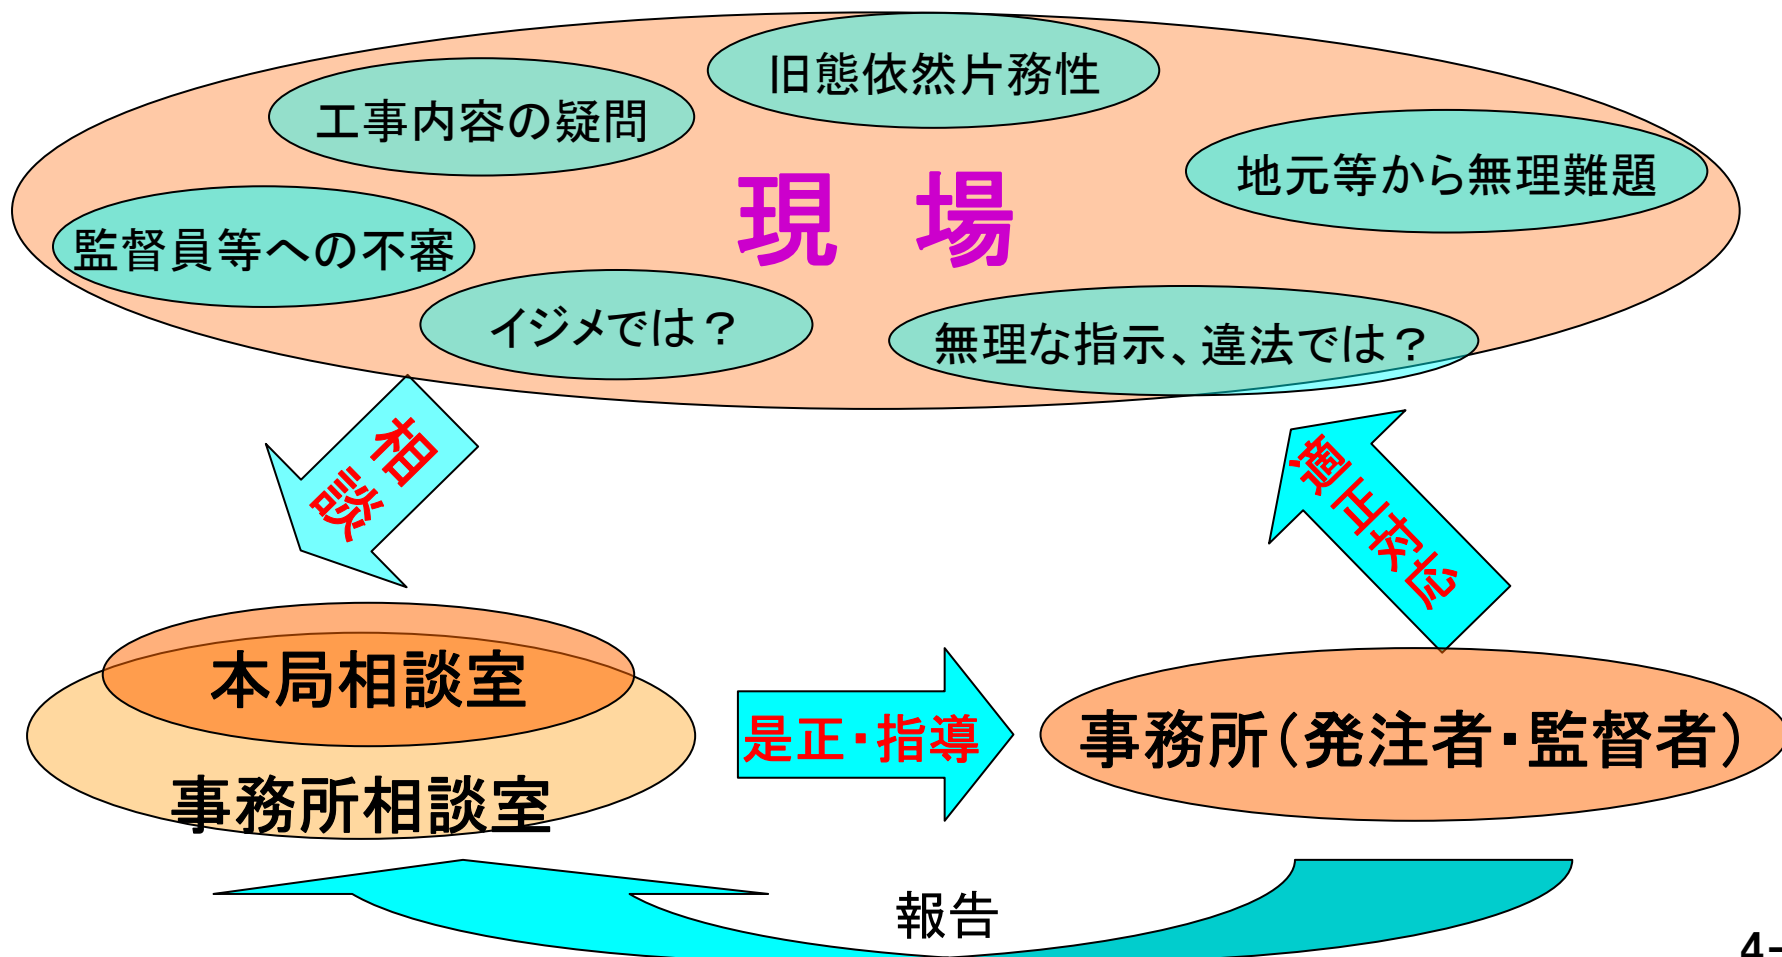 旧態依然片務性
工事内容の疑問
地元等から無理難題
現　場
監督員等への不審
イジメでは？
無理な指示、違法では？
相談
適正対応
本局相談室
事務所相談室
是正・指導
事務所（発注者・監督者）
報告
4-